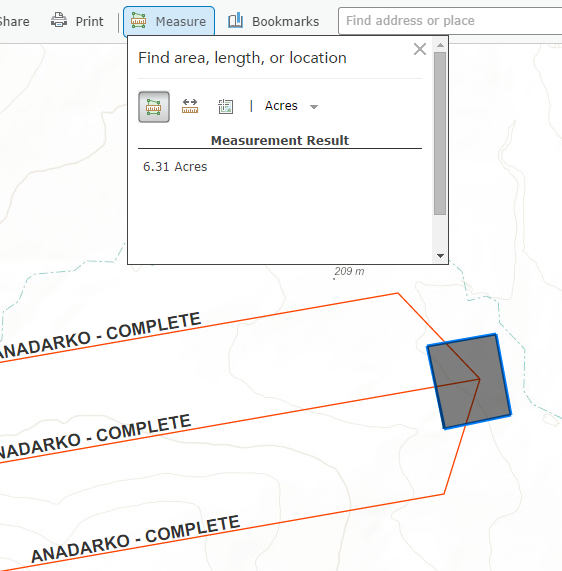 Share Print | Measure Bookmarks Find address or place
Find area, length, or location
| Acres
Measurement Result
6.31 Acres
209 m
ANADARKO - COMPLETE
ANADARKO - COMPLETE
ANADARKO - COMPLETE